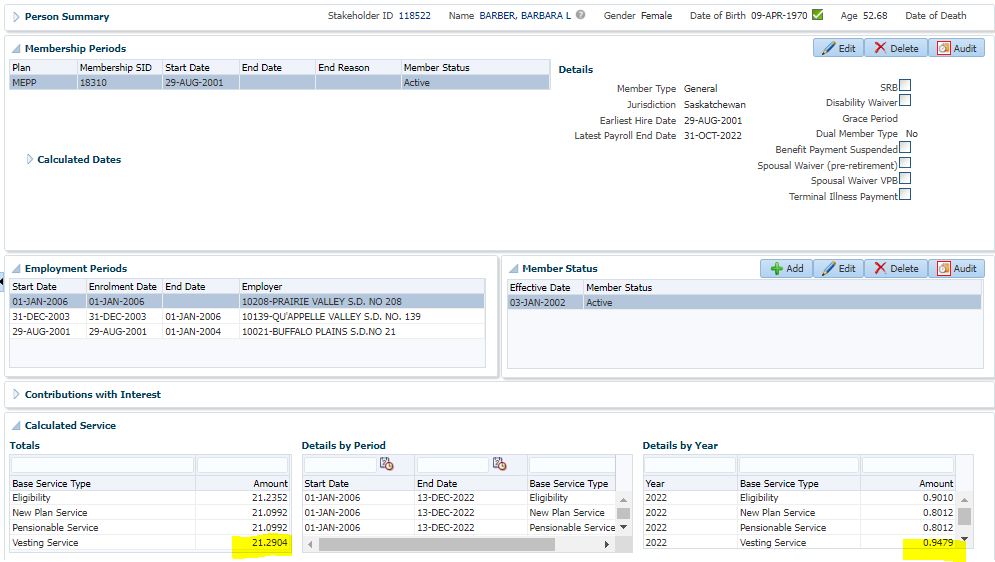 Person Summary Stakeholder ID 118522 Name BARBER, BARBARA L Gender Female Date of Birth 09-APR-1970 Age 52.68 Date of Death
Membership Periods Edit Delete Audit
Plan Membership SID Start Date End Date End Reason Member Status
MEPP 18310 29-AUG-2001 Active
Calculated Dates
Details
Member Type General
Jurisdiction Saskatchewan
Earliest Hire Date 29-AUG-2001
Latest Payroll End Date 31-OCT-2022
SRB
Disability Waiver
Grace Period
Dual Member Type No
Benefit Payment Suspended
Spousal Waiver (pre-retirement)
Spousal Waiver VPB
Terminal Illness Payment
Employment Periods
Start Date Enrolment Date End Date Employer
01-JAN-2006 01-JAN-2006 10208-PRAIRIE VALLEY S.D. NO 208
31-DEC-2003 31-DEC-2003 01-JAN-2006 10139-QU'APPELLE VALLEY S.D. NO. 139
29-AUG-2001 29-AUG-2001 01-JAN-2004 10021-BUFFALO PLAINS S.D.NO 21
Member Status Add Edit Delete Audit
Effective Date Member Status
03-JAN-2002 Active
Contributions with Interest
Calculated Service
Totals
Base Service Type Amount
Eligibility 21.2352
New Plan Service 21.0992
Pensionable Service 21.0992
Vesting Service 21.2904
Details by Period
Start Date End Date Base Service Type
01-JAN-2006 13-DEC-2022 Eligibility
01-JAN-2006 13-DEC-2022 New Plan Service
01-JAN-2006 13-DEC-2022 Pensionable Service
Details by Year
Year Base Service Type Amount
2022 Eligibility 0.9010
2022 New Plan Service 0.8012
2022 Pensionable Service 0.8012
2022 Vesting Service 0.9479